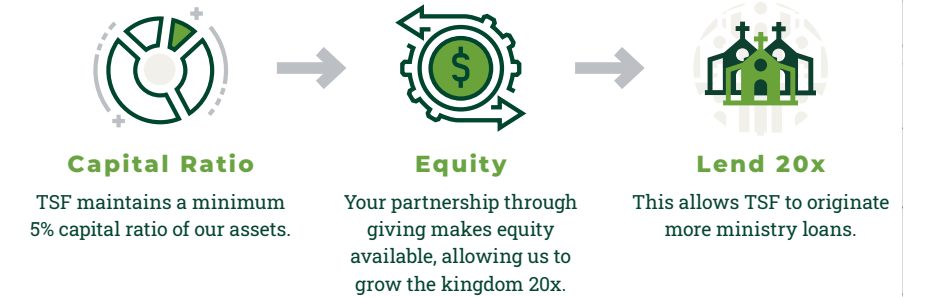 $
Capital Ratio
TSF maintains a minimum
5% capital ratio of our assets.
Equity
Your partnership through
giving makes equity
available, allowing us to
grow the kingdom 20x.
Lend 20x
This allows TSF to originate
more ministry loans.